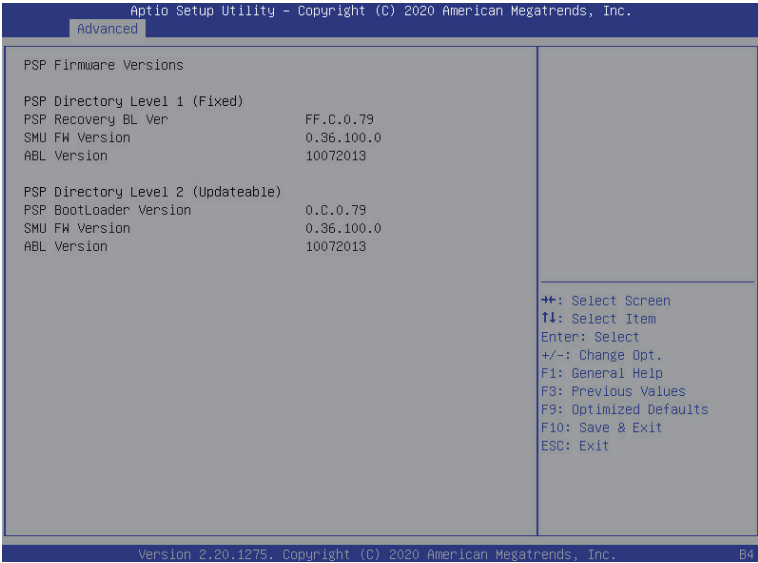 Aptio Setup Utility – Copyright (C) 2020 American Megatrends, Inc.
Advanced
PSP Firmware Versions
PSP Directory Level 1 (Fixed)
PSP Recovery BL Ver FF.C.0.79
SMU FW Version 0.36.100.0
ABL Version 10072013
PSP Directory Level 2 (Updateable)
PSP BootLoader Version 0.C.0.79
SMU FW Version 0.36.100.0
ABL Version 10072013
→←: Select Screen
↑↓: Select Item
Enter: Select
+/-: Change Opt.
F1: General Help
F3: Previous Values
F9: Optimized Defaults
F10: Save & Exit
ESC: Exit
Version 2.20.1275. Copyright (C) 2020 American Megatrends, Inc.
B4